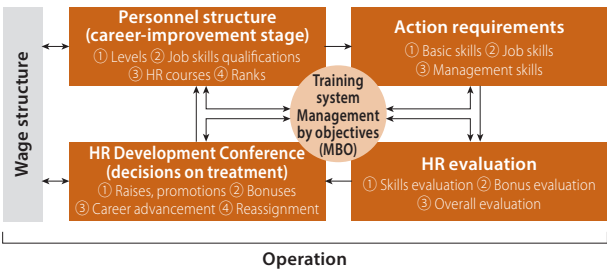 Wage structure
Personnel structure
(career-improvement stage)
① Levels ② Job skills qualifications
③ HR courses ④ Ranks
Action requirements
① Basic skills ② Job skills
③ Management skills
Training
system
Management
by objectives
(MBO)
HR Development Conference
(decisions on treatment)
① Raises, promotions ② Bonuses
③ Career advancement ④ Reassignment
HR evaluation
① Skills evaluation ② Bonus evaluation
③ Overall evaluation
Operation